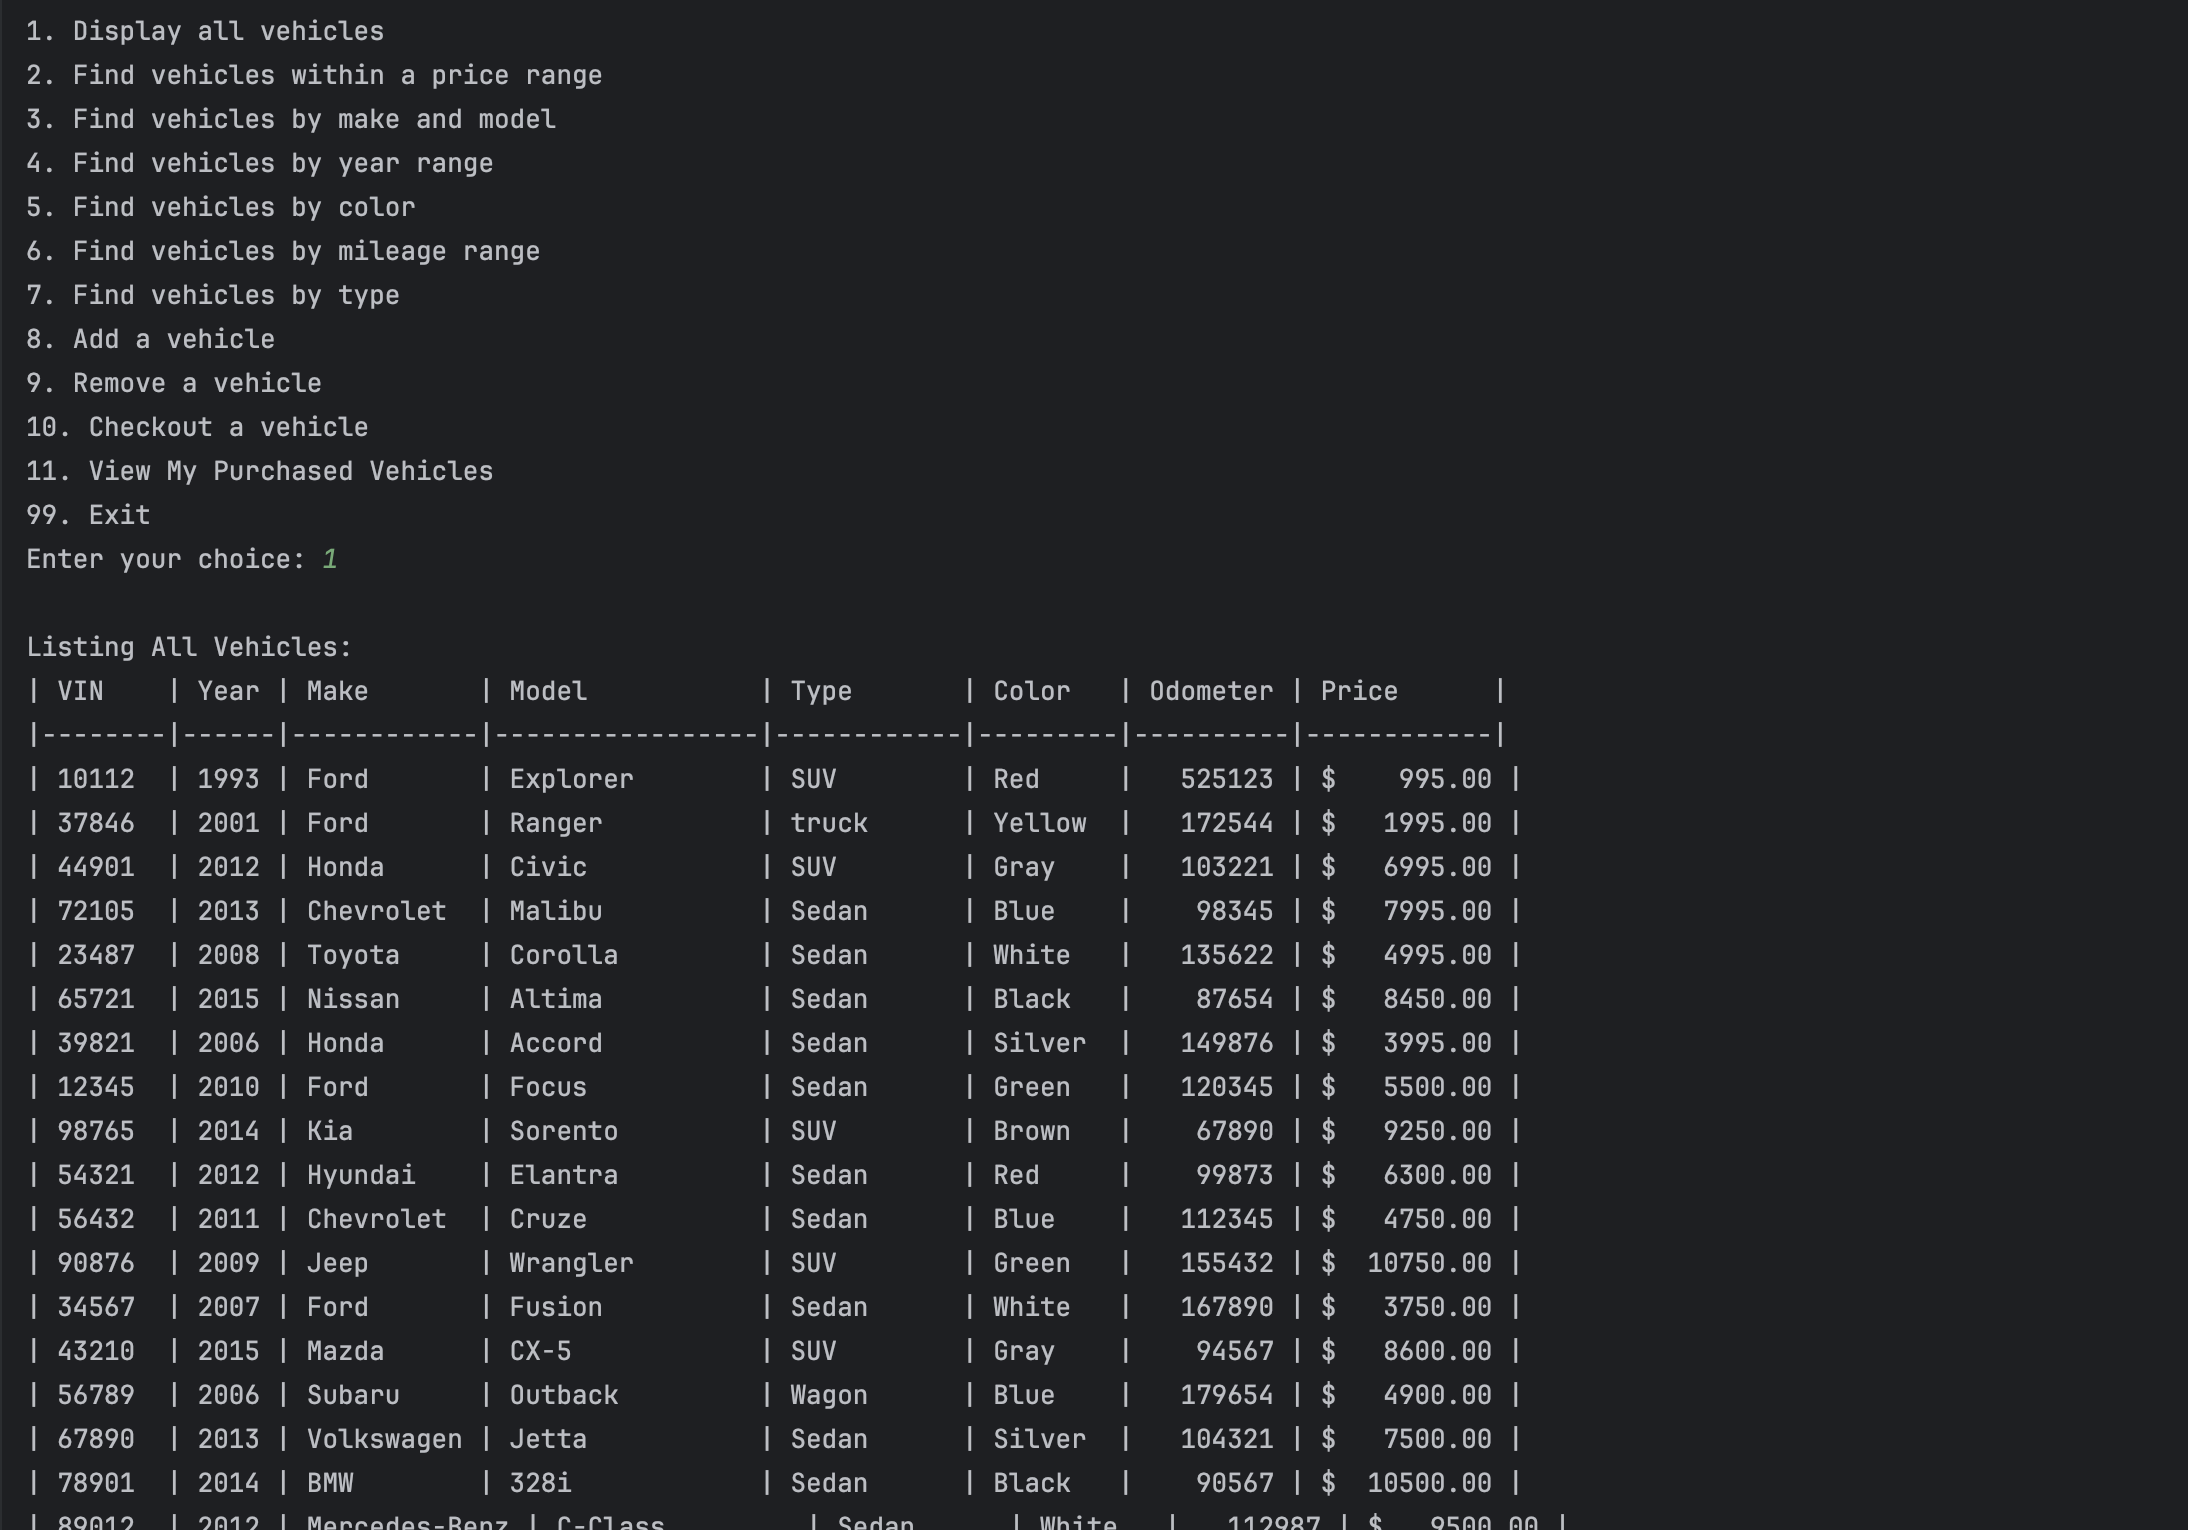 1. Display all vehicles
2. Find vehicles within a price range
3. Find vehicles by make and model
4. Find vehicles by year range
5. Find vehicles by color
6. Find vehicles by mileage range
7. Find vehicles by type
8. Add a vehicle
9. Remove a vehicle
10. Checkout a vehicle
11. View My Purchased Vehicles
99. Exit
Enter your choice: 1
Listing All Vehicles:
| VIN    | Year | Make       | Model           | Type       | Color   | Odometer | Price      |
|--------|------|------------|-----------------|------------|---------|----------|------------|
| 10112  | 1993 | Ford       | Explorer        | SUV        | Red     |   525123 | $    995.00 |
| 37846  | 2001 | Ford       | Ranger          | truck      | Yellow  |   172544 | $   1995.00 |
| 44901  | 2012 | Honda      | Civic           | SUV        | Gray    |   103221 | $   6995.00 |
| 72105  | 2013 | Chevrolet  | Malibu          | Sedan      | Blue    |    98345 | $   7995.00 |
| 23487  | 2008 | Toyota     | Corolla         | Sedan      | White   |   135622 | $   4995.00 |
| 65721  | 2015 | Nissan     | Altima          | Sedan      | Black   |    87654 | $   8450.00 |
| 39821  | 2006 | Honda      | Accord          | Sedan      | Silver  |   149876 | $   3995.00 |
| 12345  | 2010 | Ford       | Focus           | Sedan      | Green   |   120345 | $   5500.00 |
| 98765  | 2014 | Kia        | Sorento         | SUV        | Brown   |    67890 | $   9250.00 |
| 54321  | 2012 | Hyundai    | Elantra         | Sedan      | Red     |    99873 | $   6300.00 |
| 56432  | 2011 | Chevrolet  | Cruze           | Sedan      | Blue    |   112345 | $   4750.00 |
| 90876  | 2009 | Jeep       | Wrangler        | SUV        | Green   |   155432 | $  10750.00 |
| 34567  | 2007 | Ford       | Fusion          | Sedan      | White   |   167890 | $   3750.00 |
| 43210  | 2015 | Mazda      | CX-5            | SUV        | Gray    |    94567 | $   8600.00 |
| 56789  | 2006 | Subaru     | Outback         | Wagon      | Blue    |   179654 | $   4900.00 |
| 67890  | 2013 | Volkswagen | Jetta           | Sedan      | Silver  |   104321 | $   7500.00 |
| 78901  | 2014 | BMW        | 328i            | Sedan      | Black   |    90567 | $  10500.00 |
| 89012  | 2012 | Mercedes-Benz | C-Class         | Sedan      | White   |   112987 | $   9500.00 |